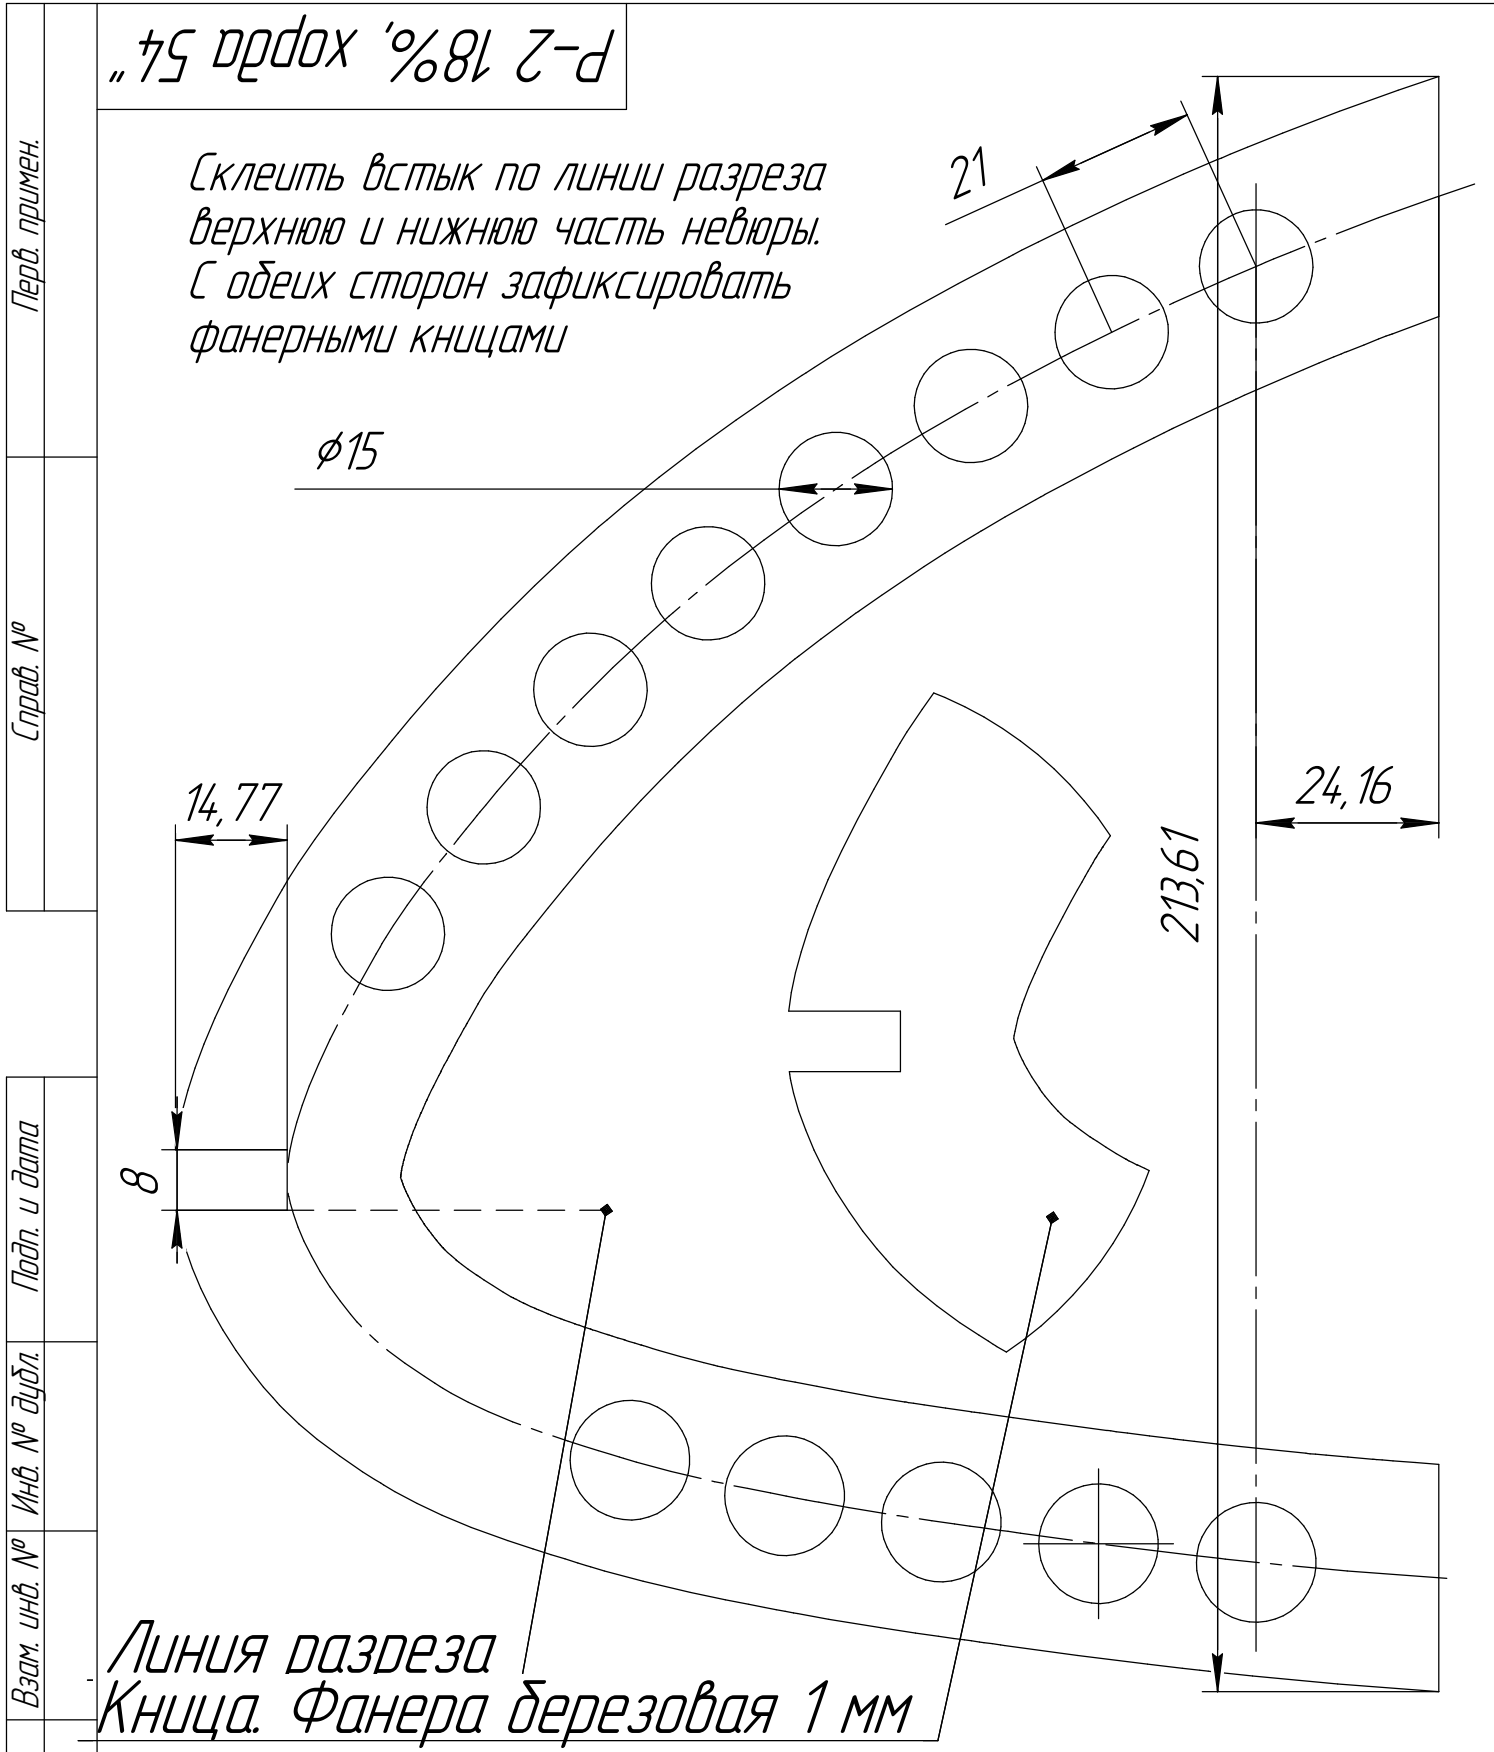 Р-2 18%, хорда 54"
Склеить встык по линии разреза
верхнюю и нижнюю часть невюры.
С обеих сторон зафиксировать
фанерными кницами
21
⌀15
14,77
24,16
213,61
8
Линия разреза
Кница. Фанера березовая 1 мм
Перв. примен.
Справ. №
Подп. и дата
Инв. № дубл.
Взам. инв. №